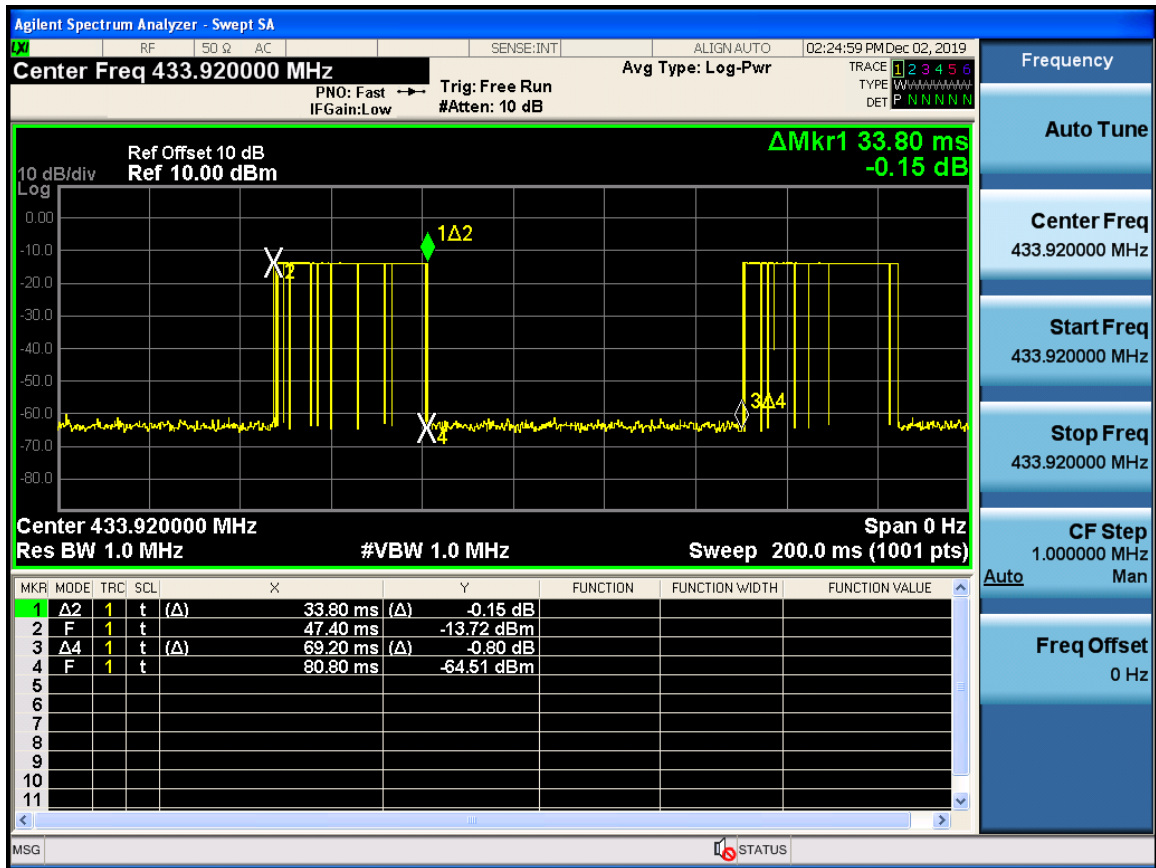 Agilent Spectrum Analyzer - Swept SA
LXI RF 50 Ω AC SENSE:INT ALIGN AUTO 02:24:59 PM Dec 02, 2019
Center Freq 433.920000 MHz
PNO: Fast
IFGain:Low
Trig: Free Run
#Atten: 10 dB
Avg Type: Log-Pwr
TRACE 1 2 3 4 5 6
TYPE W
DET P N N N N N
ΔMkr1 33.80 ms
-0.15 dB
Ref Offset 10 dB
10 dB/div Ref 10.00 dBm
Log
0.00
-10.0
-20.0
-30.0
-40.0
-50.0
-60.0
-70.0
-80.0
1Δ2
2
3Δ4
4
Center 433.920000 MHz Span 0 Hz
Res BW 1.0 MHz #VBW 1.0 MHz Sweep 200.0 ms (1001 pts)
MKR MODE TRC SCL X Y FUNCTION FUNCTION WIDTH FUNCTION VALUE
1 Δ2 1 t (Δ) 33.80 ms (Δ) -0.15 dB
2 F 1 t 47.40 ms -13.72 dBm
3 Δ4 1 t (Δ) 69.20 ms (Δ) -0.80 dB
4 F 1 t 80.80 ms -64.51 dBm
5
6
7
8
9
10
11
MSG STATUS
Frequency
Auto Tune
Center Freq
433.920000 MHz
Start Freq
433.920000 MHz
Stop Freq
433.920000 MHz
CF Step
1.000000 MHz
Auto Man
Freq Offset
0 Hz